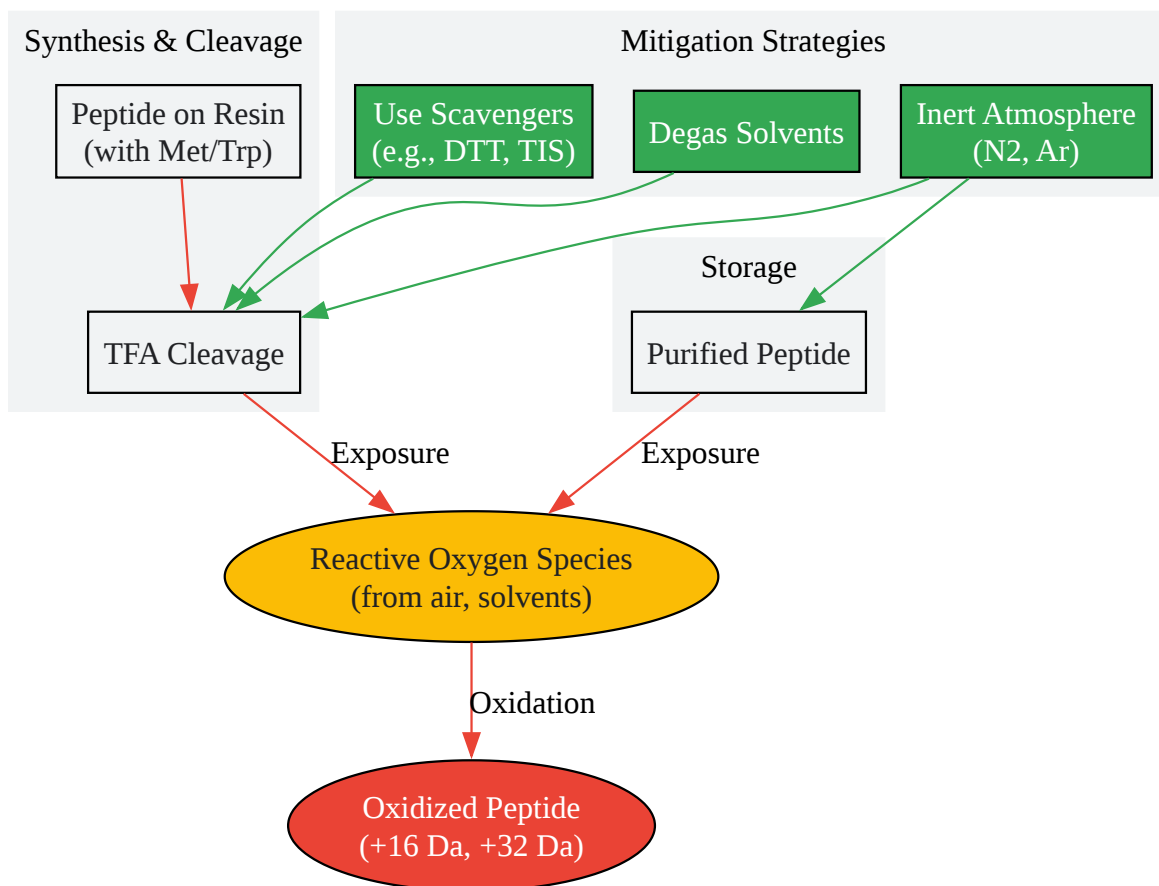 Synthesis & Cleavage
Mitigation Strategies
Peptide on Resin
(with Met/Trp)
Use Scavengers
(e.g., DTT, TIS)
Degas Solvents
Inert Atmosphere
(N2, Ar)
Storage
TFA Cleavage
Purified Peptide
Exposure
Exposure
Reactive Oxygen Species
(from air, solvents)
Oxidation
Oxidized Peptide
(+16 Da, +32 Da)